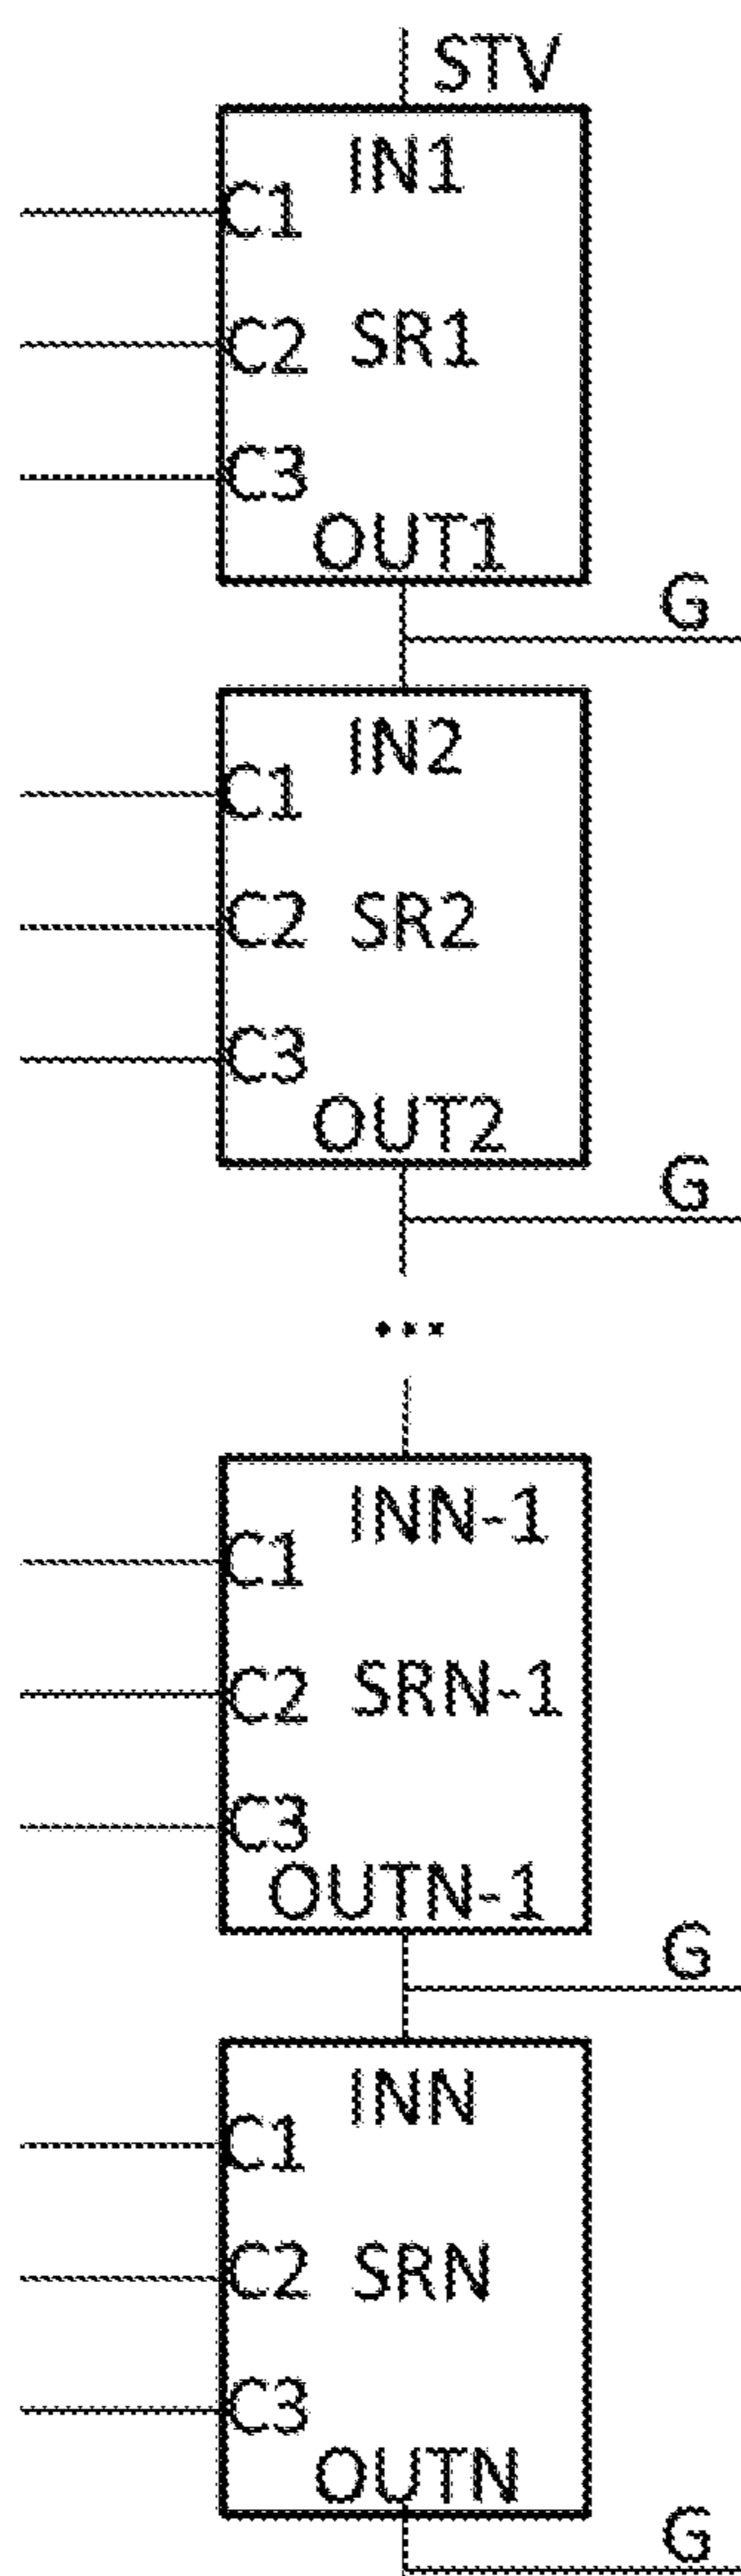 STV
IN1
C1
C2 SR1
C3
OUT1
G
IN2
C1
C2 SR2
C3
OUT2
G
...
INN-1
C1
C2 SRN-1
C3
OUTN-1
G
INN
C1
C2 SRN
C3
OUTN
G